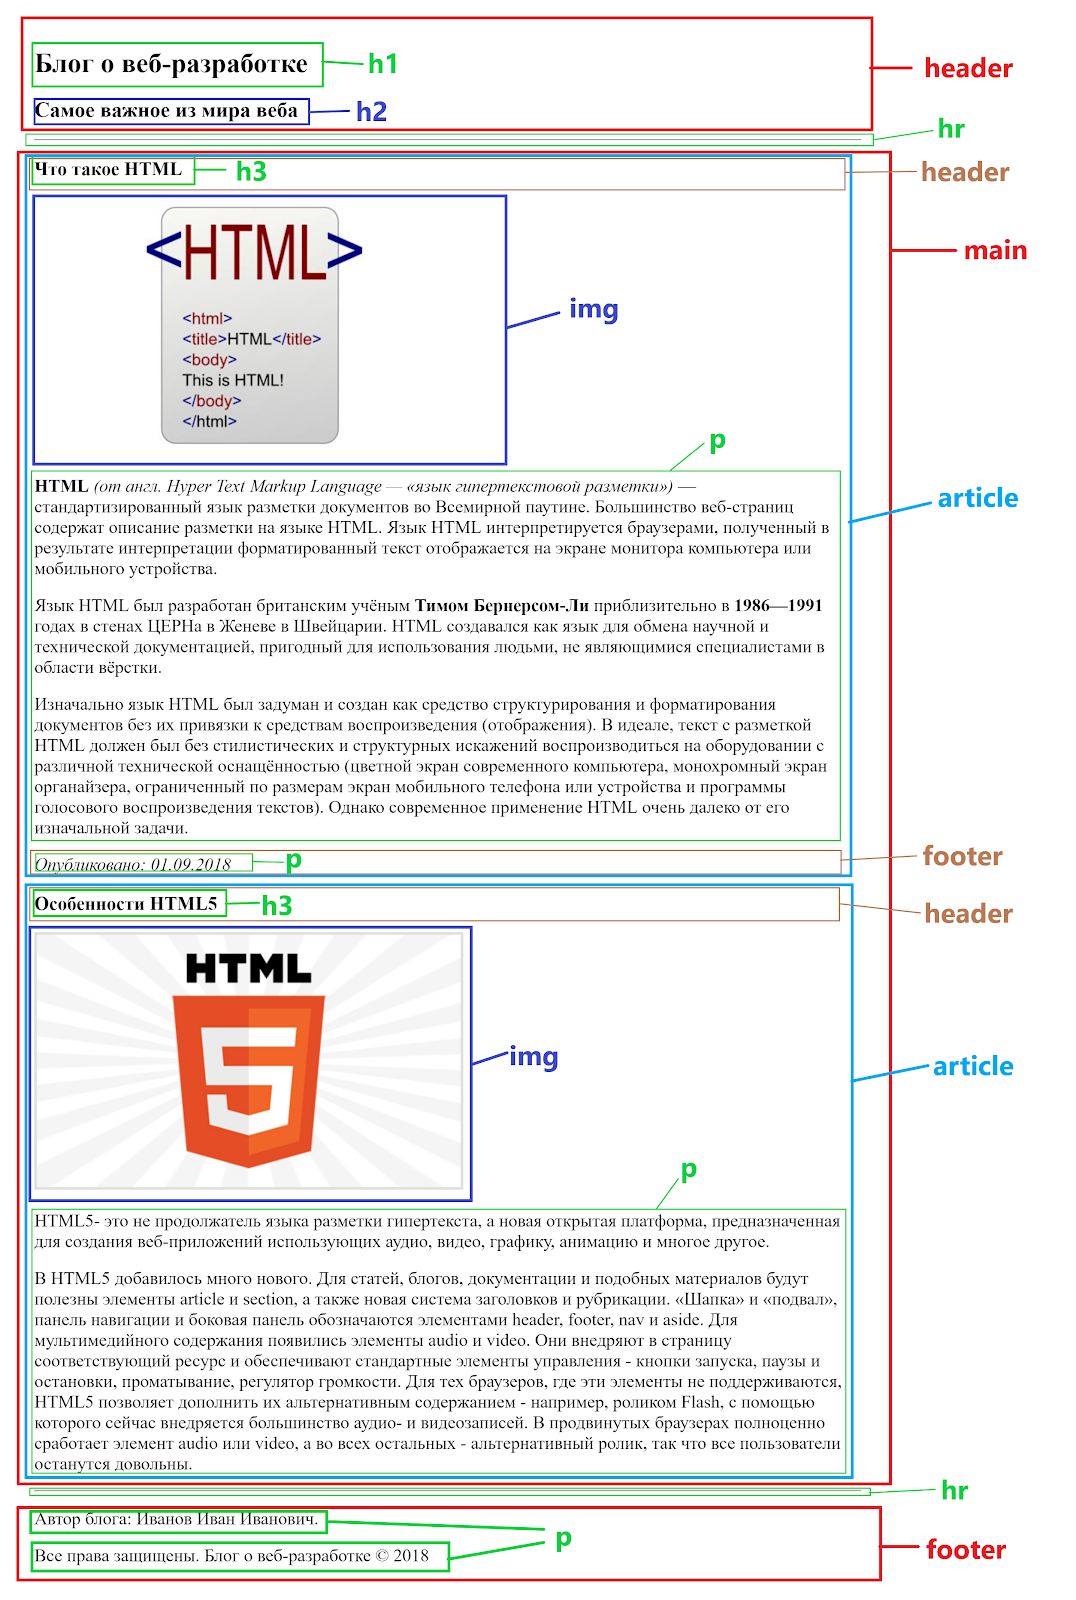 Блог о веб-разработке
h1
header
Самое важное из мира веба
h2
hr
Что такое HTML
h3
header
main
<HTML>
<html>
<title>HTML</title>
<body>
This is HTML!
</body>
</html>
img
p
HTML (от англ. Hyper Text Markup Language — «язык гипертекстовой разметки») —
стандартизированный язык разметки документов во Всемирной паутине. Большинство веб-страниц
содержат описание разметки на языке HTML. Язык HTML интерпретируется браузерами, полученный в
результате интерпретации форматированный текст отображается на экране монитора компьютера или
мобильного устройства.
article
Язык HTML был разработан британским учёным Тимом Бернерсом-Ли приблизительно в 1986—1991
годах в стенах ЦЕРНа в Женеве в Швейцарии. HTML создавался как язык для обмена научной и
технической документацией, пригодный для использования людьми, не являющимися специалистами в
области вёрстки.
Изначально язык HTML был задуман и создан как средство структурирования и форматирования
документов без их привязки к средствам воспроизведения (отображения). В идеале, текст с разметкой
HTML должен был без стилистических и структурных искажений воспроизводиться на оборудовании с
различной технической оснащённостью (цветной экран современного компьютера, монохромный экран
органайзера, ограниченный по размерам экран мобильного телефона или устройства и программы
голосового воспроизведения текстов). Однако современное применение HTML очень далеко от его
изначальной задачи.
Опубликовано: 01.09.2018
p
footer
Особенности HTML5
h3
header
HTML
5
img
article
p
HTML5- это не продолжатель языка разметки гипертекста, а новая открытая платформа, предназначенная
для создания веб-приложений использующих аудио, видео, графику, анимацию и многое другое.
В HTML5 добавилось много нового. Для статей, блогов, документации и подобных материалов будут
полезны элементы article и section, а также новая система заголовков и рубрикации. «Шапка» и «подвал»,
панель навигации и боковая панель обозначаются элементами header, footer, nav и aside. Для
мультимедийного содержания появились элементы audio и video. Они внедряют в страницу
соответствующий ресурс и обеспечивают стандартные элементы управления - кнопки запуска, паузы и
остановки, проматывание, регулятор громкости. Для тех браузеров, где эти элементы не поддерживаются,
HTML5 позволяет дополнить их альтернативным содержанием - например, роликом Flash, с помощью
которого сейчас внедряется большинство аудио- и видеозаписей. В продвинутых браузерах полноценно
сработает элемент audio или video, а во всех остальных - альтернативный ролик, так что все пользователи
останутся довольны.
hr
Автор блога: Иванов Иван Иванович.
p
footer
Все права защищены. Блог о веб-разработке © 2018